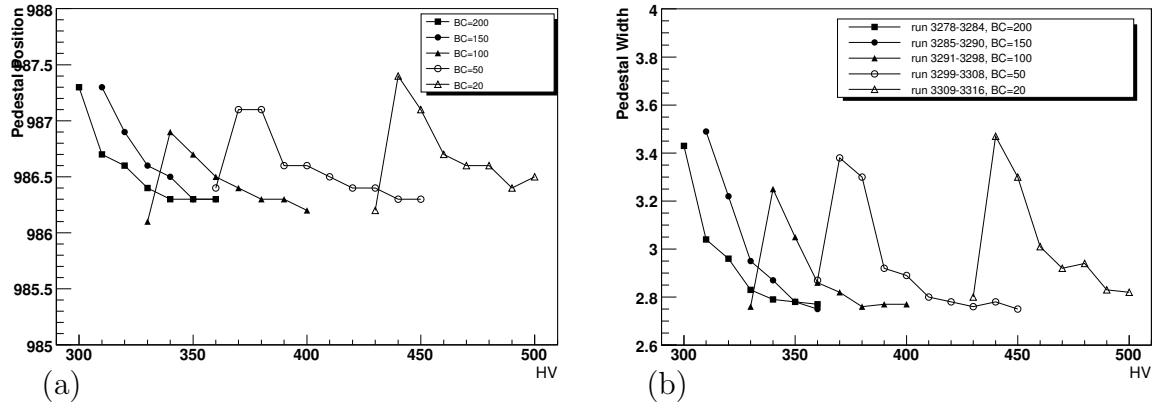 Pedestal Position
988
987.5
987
986.5
986
985.5
985
300
350
400
450
500
HV
BC=200
BC=150
BC=100
BC=50
BC=20
(a)
Pedestal Width
4
3.8
3.6
3.4
3.2
3
2.8
2.6
300
350
400
450
500
HV
run 3278-3284, BC=200
run 3285-3290, BC=150
run 3291-3298, BC=100
run 3299-3308, BC=50
run 3309-3316, BC=20
(b)